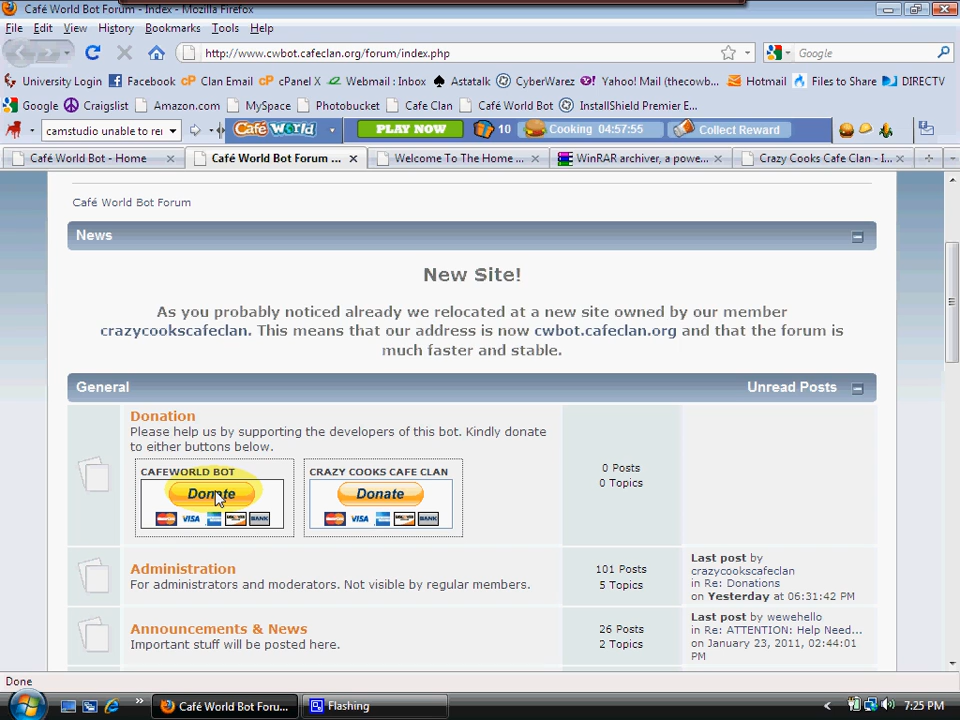 Café World Bot Forum - Index - Mozilla Firefox
File Edit View History Bookmarks Tools Help
http://www.cwbot.cafeclan.org/forum/index.php
Google
University Login Facebook Clan Email cPanel X Webmail : Inbox Astatalk CyberWarez Yahoo! Mail (thecowb... Hotmail Files to Share DIRECTV
Google Craigslist Amazon.com MySpace Photobucket Cafe Clan Café World Bot InstallShield Premier E...
camstudio unable to re Café World PLAY NOW 10 Cooking 04:57:55 Collect Reward
Café World Bot - Home Café World Bot Forum ... Welcome To The Home ... WinRAR archiver, a powe... Crazy Cooks Cafe Clan - I...
Café World Bot Forum
News
New Site!
As you probably noticed already we relocated at a new site owned by our member
crazycookscafeclan. This means that our address is now cwbot.cafeclan.org and that the forum is
much faster and stable.
General Unread Posts
Donation
Please help us by supporting the developers of this bot. Kindly donate
to either buttons below.
CAFEWORLD BOT CRAZY COOKS CAFE CLAN
Donate Donate
MasterCard VISA DISCOVER BANK MasterCard VISA DISCOVER BANK
0 Posts
0 Topics
Administration
For administrators and moderators. Not visible by regular members.
101 Posts
5 Topics
Last post by
crazycookscafeclan
in Re: Donations
on Yesterday at 06:31:42 PM
Announcements & News
Important stuff will be posted here.
26 Posts
2 Topics
Last post by wewehello
in Re: ATTENTION: Help Need...
on January 23, 2011, 02:44:01
PM
Done
Café World Bot Foru... Flashing 7:25 PM